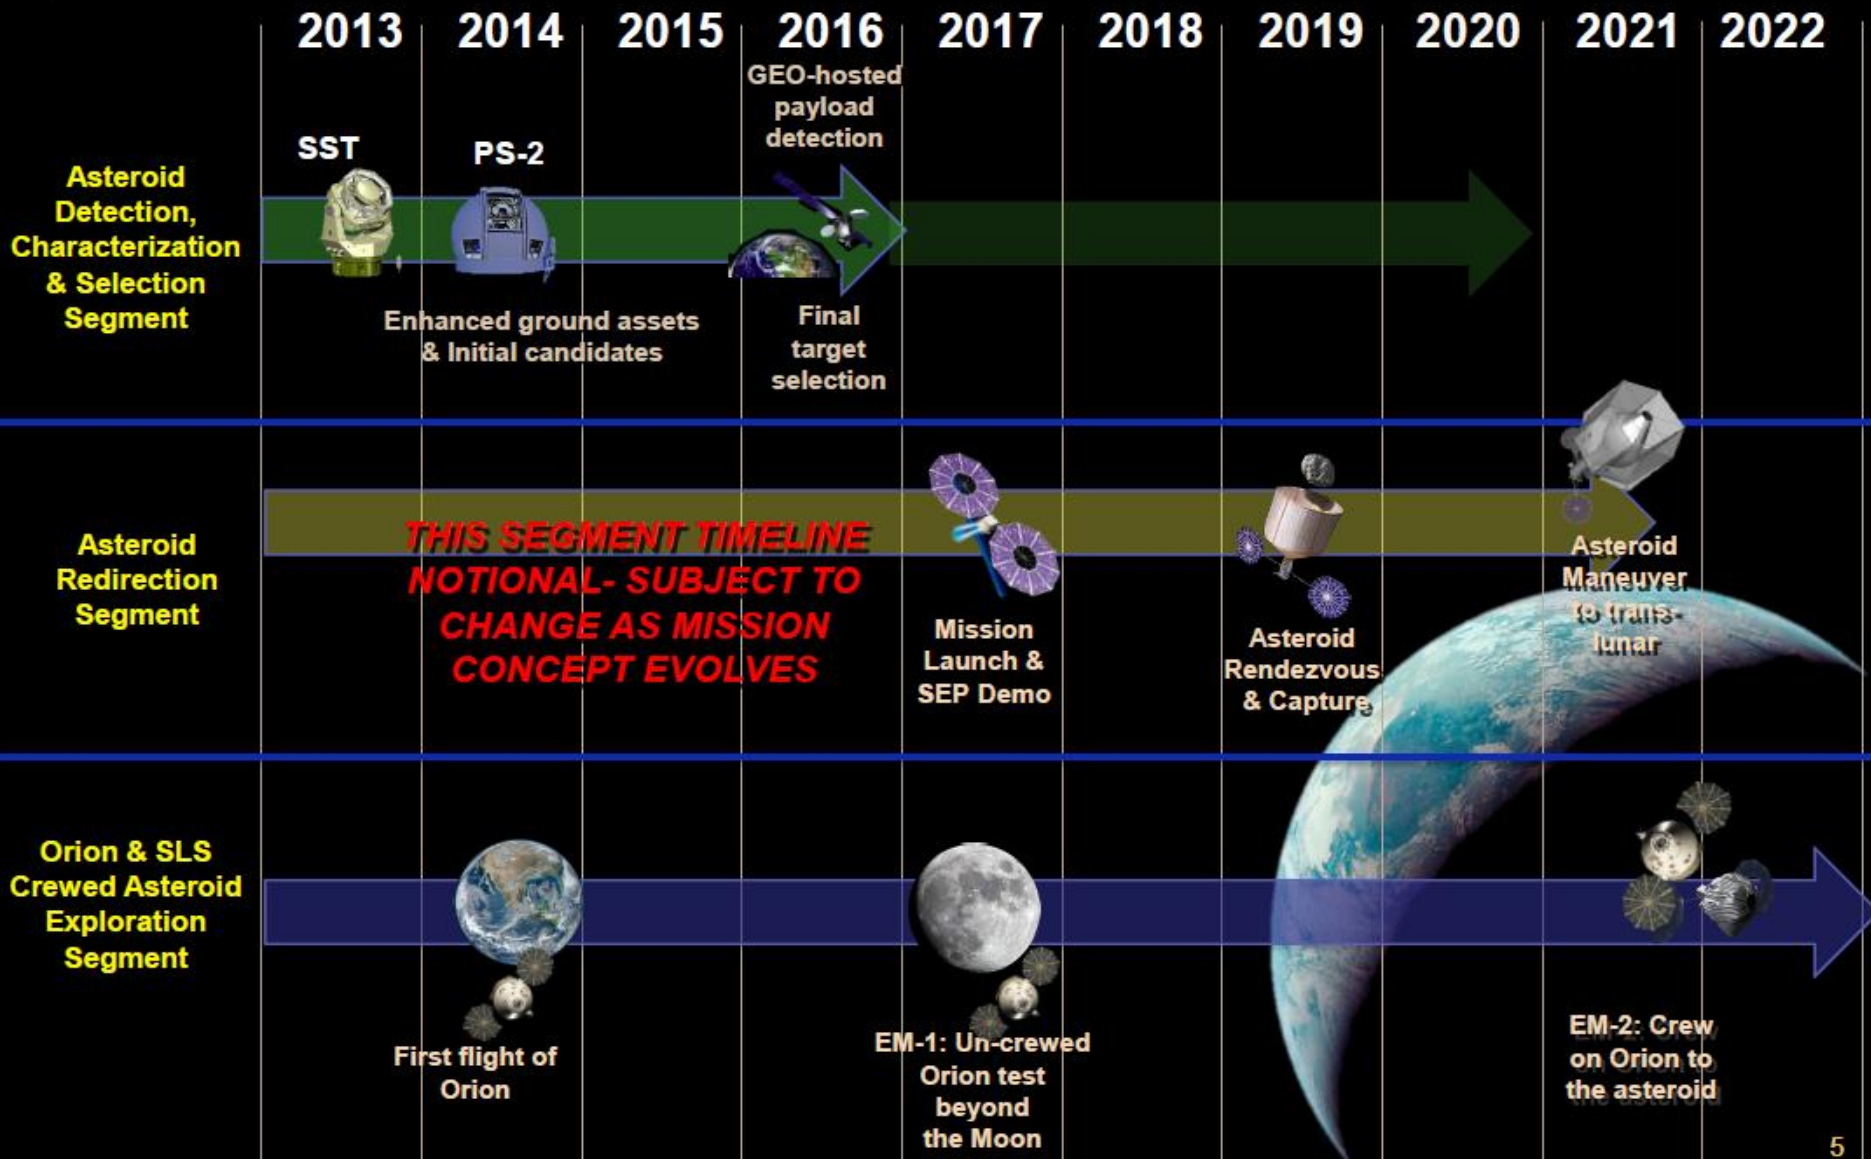 2013 2014 2015 2016 2017 2018 2019 2020 2021 2022
Asteroid
Detection,
Characterization
& Selection
Segment
SST
PS-2
GEO-hosted
payload
detection
Enhanced ground assets
& Initial candidates
Final
target
selection
Asteroid
Redirection
Segment
THIS SEGMENT TIMELINE
NOTIONAL- SUBJECT TO
CHANGE AS MISSION
CONCEPT EVOLVES
Mission
Launch &
SEP Demo
Asteroid
Rendezvous
& Capture
Asteroid
Maneuver
to trans-
lunar
Orion & SLS
Crewed Asteroid
Exploration
Segment
First flight of
Orion
EM-1: Un-crewed
Orion test
beyond
the Moon
EM-2: Crew
on Orion to
the asteroid
5